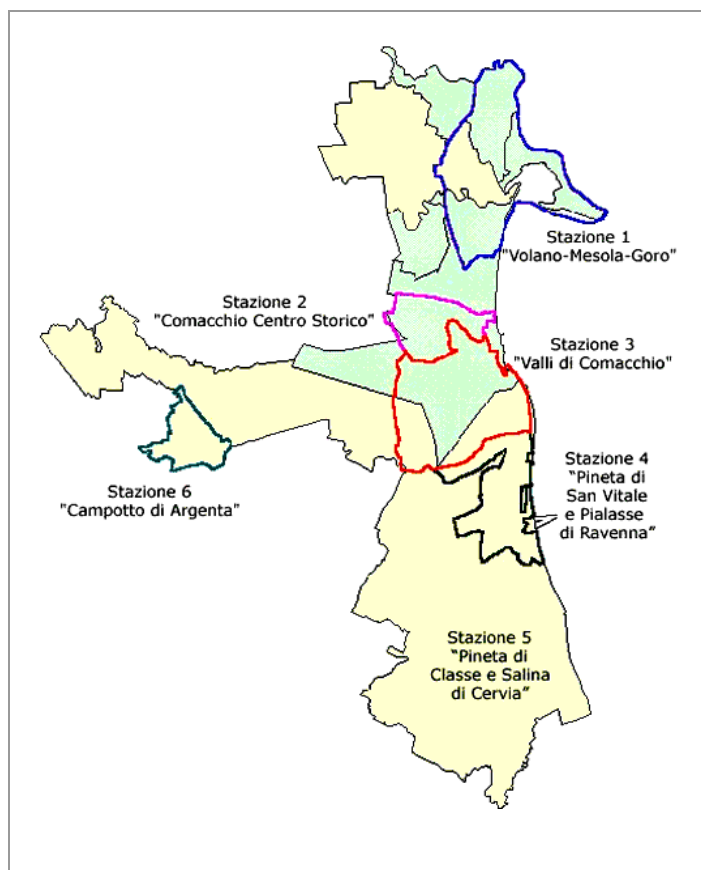 Stazione 1
"Volano-Mesola-Goro"
Stazione 2
"Comacchio Centro Storico"
Stazione 3
"Valli di Comacchio"
Stazione 4
“Pineta di
San Vitale
e Pialasse
di Ravenna”
Stazione 6
"Campotto di Argenta"
Stazione 5
“Pineta di
Classe e Salina
di Cervia”